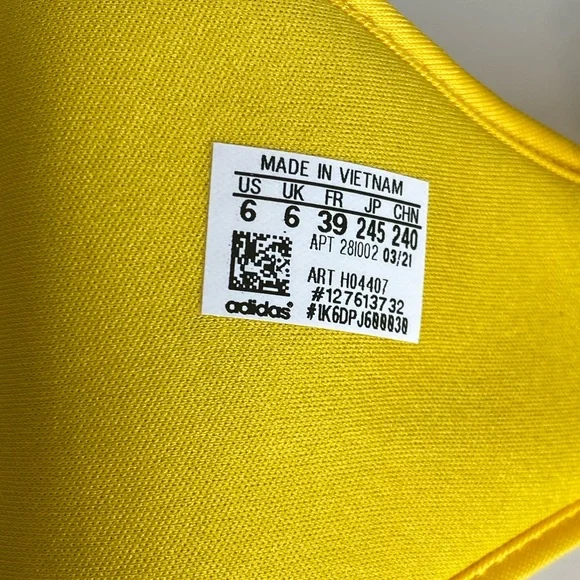 MADE IN VIETNAM
US UK FR JP CHN
6 6 39 245 240
APT 281002 03/21
ART H04407
#127613732
adidas #1K6DPJ600030